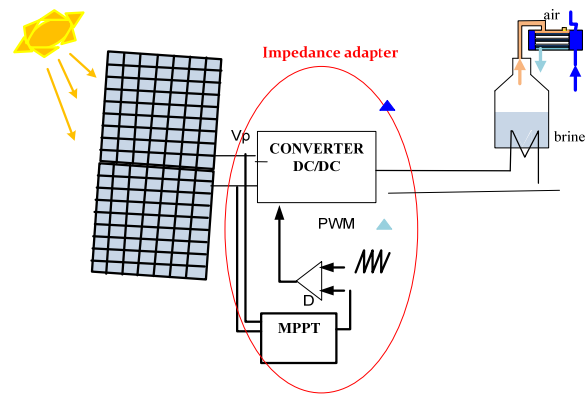 air
Impedance adapter
Vp
CONVERTER
DC/DC
brine
PWM
D
MPPT